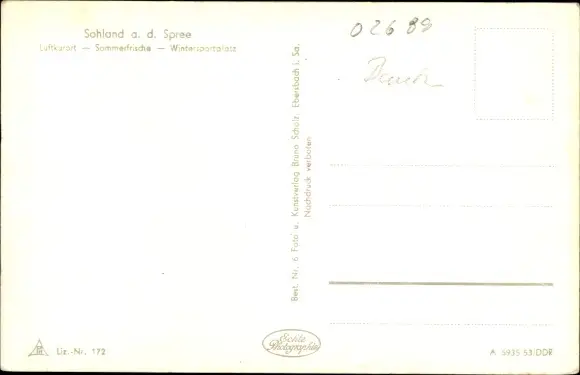 Sohland a. d. Spree
Luftkurort — Sommerfrische — Wintersportplatz
02689
Best. Nr. 6 Foto u. Kunstverlag Bruno Scholz, Ebersbach i. Sa.
Nachdruck verboten
Liz.-Nr. 172
Echte
Photographie
A 5935/53/DDR